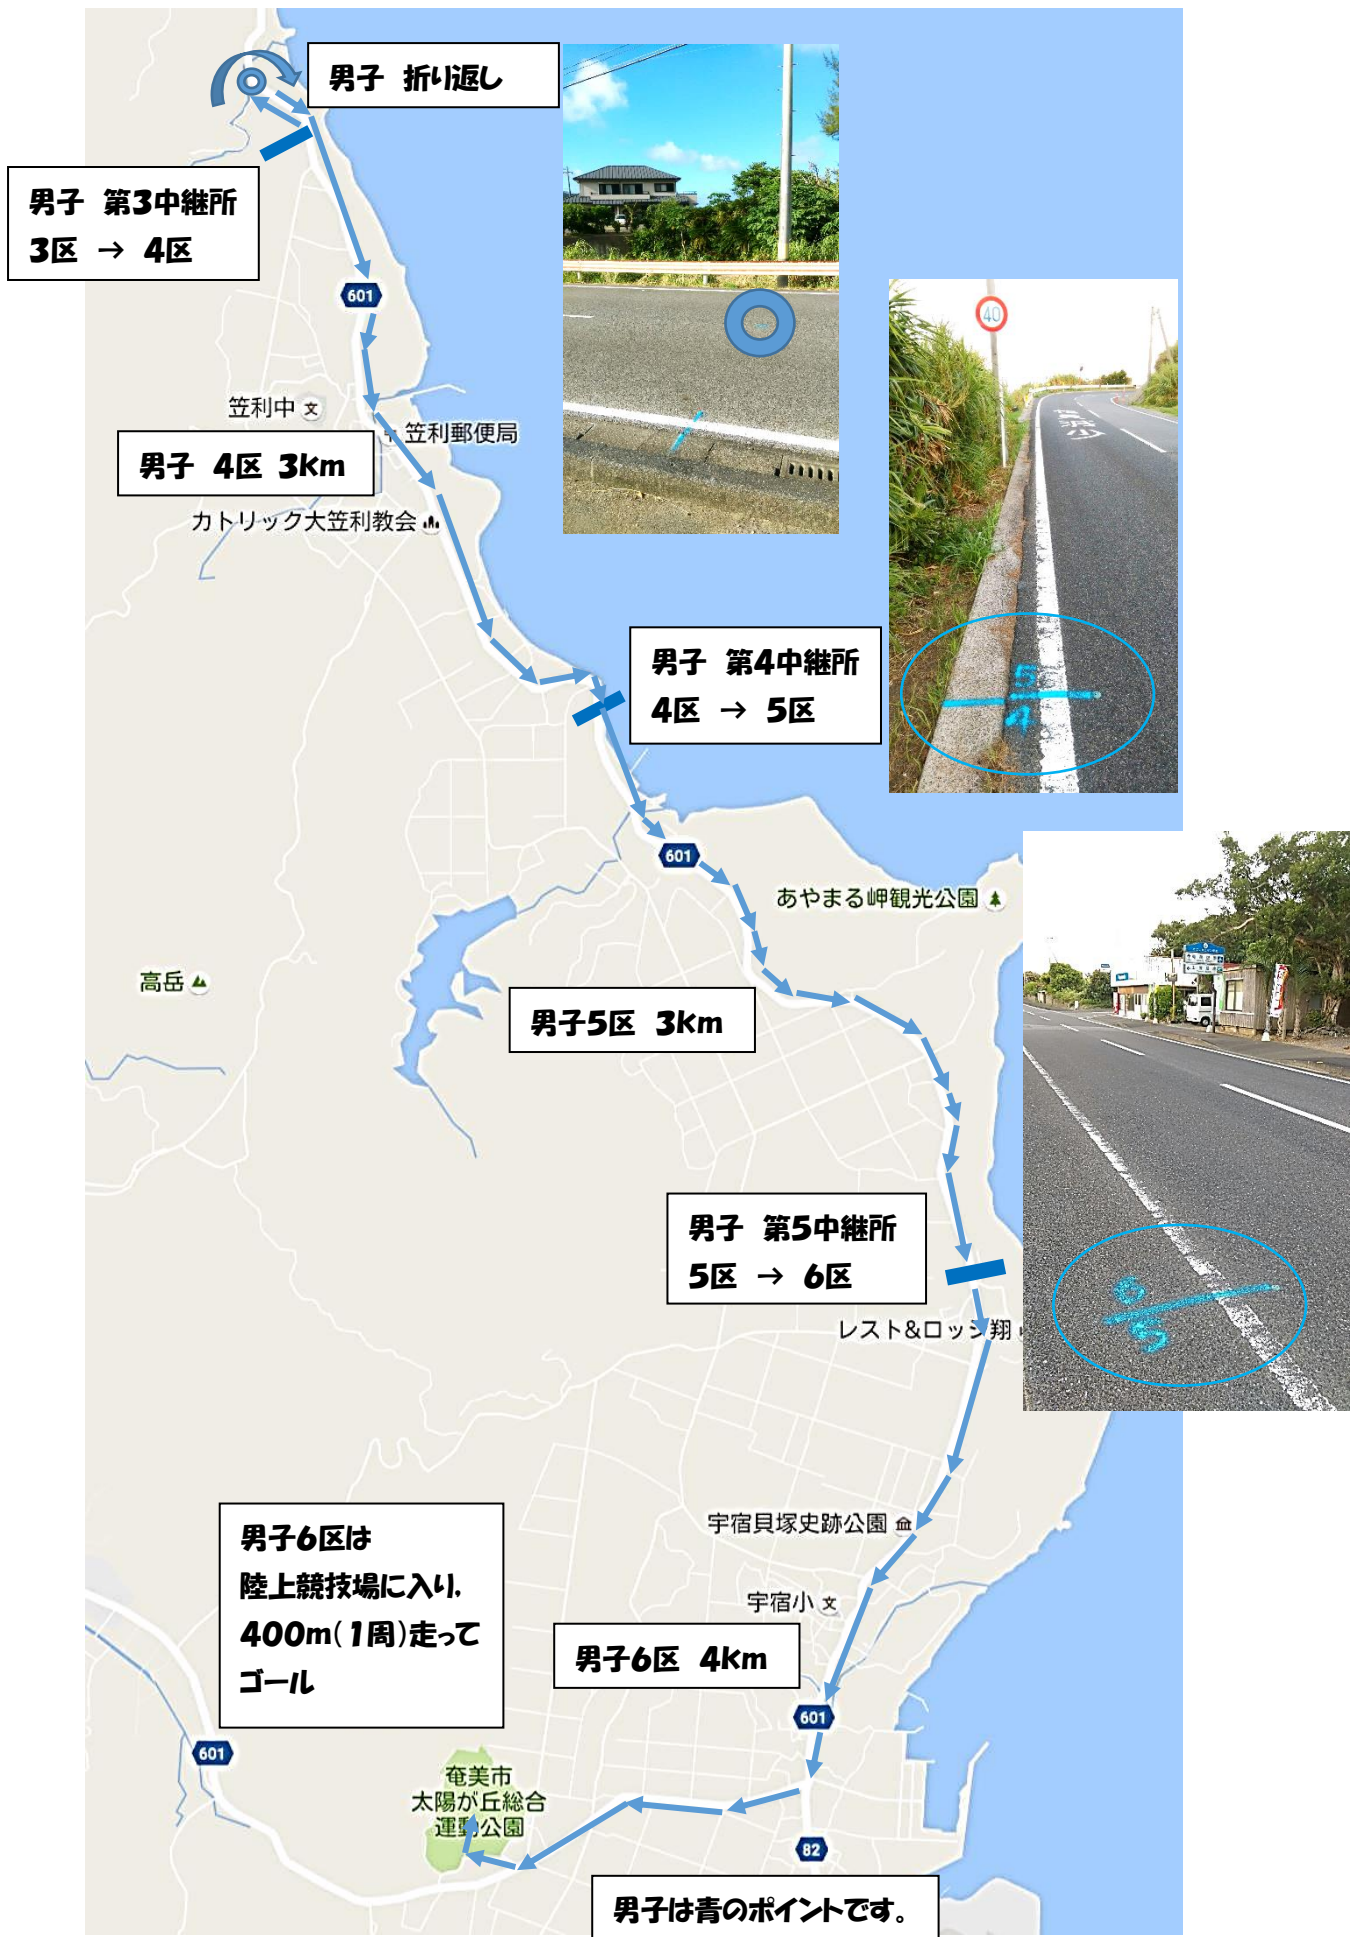 男子 折り返し
男子 第3中継所
3区 → 4区
601
笠利中
笠利郵便局
男子 4区 3km
カトリック大笠利教会
40
5
4
男子 第4中継所
4区 → 5区
601
あやまる岬観光公園
高岳
男子5区 3km
男子 第5中継所
5区 → 6区
レスト&ロッジ翔
6
5
宇宿貝塚史跡公園
男子6区は
陸上競技場に入り,
400m(1周)走って
ゴール
宇宿小
男子6区 4km
601
601
奄美市
太陽が丘総合
運動公園
82
男子は青のポイントです。